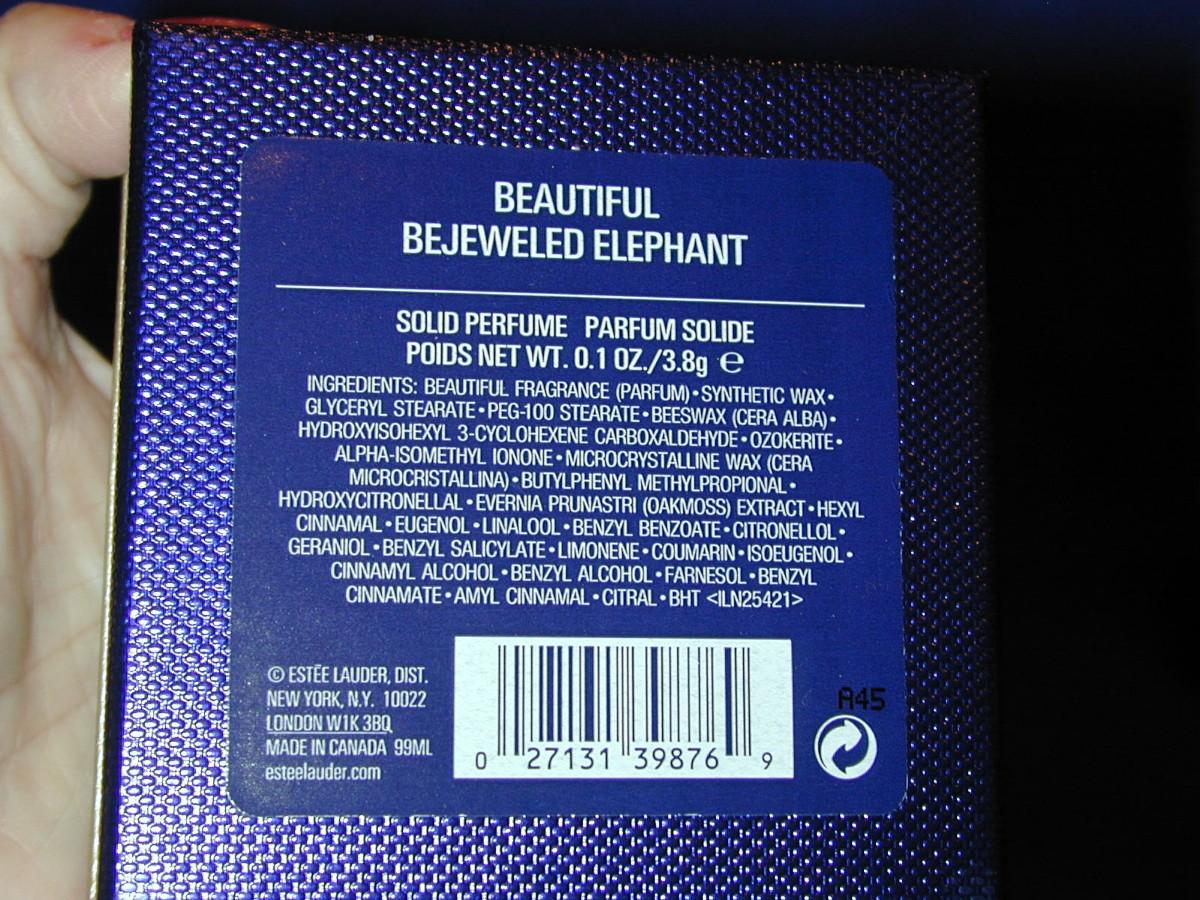 BEAUTIFUL
BEJEWELED ELEPHANT
SOLID PERFUME PARFUM SOLIDE
POIDS NET WT. 0.1 OZ./3.8g ℮
INGREDIENTS: BEAUTIFUL FRAGRANCE (PARFUM)•SYNTHETIC WAX•
GLYCERYL STEARATE•PEG-100 STEARATE•BEESWAX (CERA ALBA)•
HYDROXYISOHEXYL 3-CYCLOHEXENE CARBOXALDEHYDE•OZOKERITE•
ALPHA-ISOMETHYL IONONE•MICROCRYSTALLINE WAX (CERA
MICROCRISTALLINA)•BUTYLPHENYL METHYLPROPIONAL•
HYDROXYCITRONELLAL•EVERNIA PRUNASTRI (OAKMOSS) EXTRACT•HEXYL
CINNAMAL•EUGENOL•LINALOOL•BENZYL BENZOATE•CITRONELLOL•
GERANIOL•BENZYL SALICYLATE•LIMONENE•COUMARIN•ISOEUGENOL•
CINNAMYL ALCOHOL•BENZYL ALCOHOL•FARNESOL•BENZYL
CINNAMATE•AMYL CINNAMAL•CITRAL•BHT <ILN25421>
© ESTĒE LAUDER, DIST.
NEW YORK, N.Y. 10022
LONDON W1K 3BQ
MADE IN CANADA 99ML
esteelauder.com
0 27131 39876 9
A45